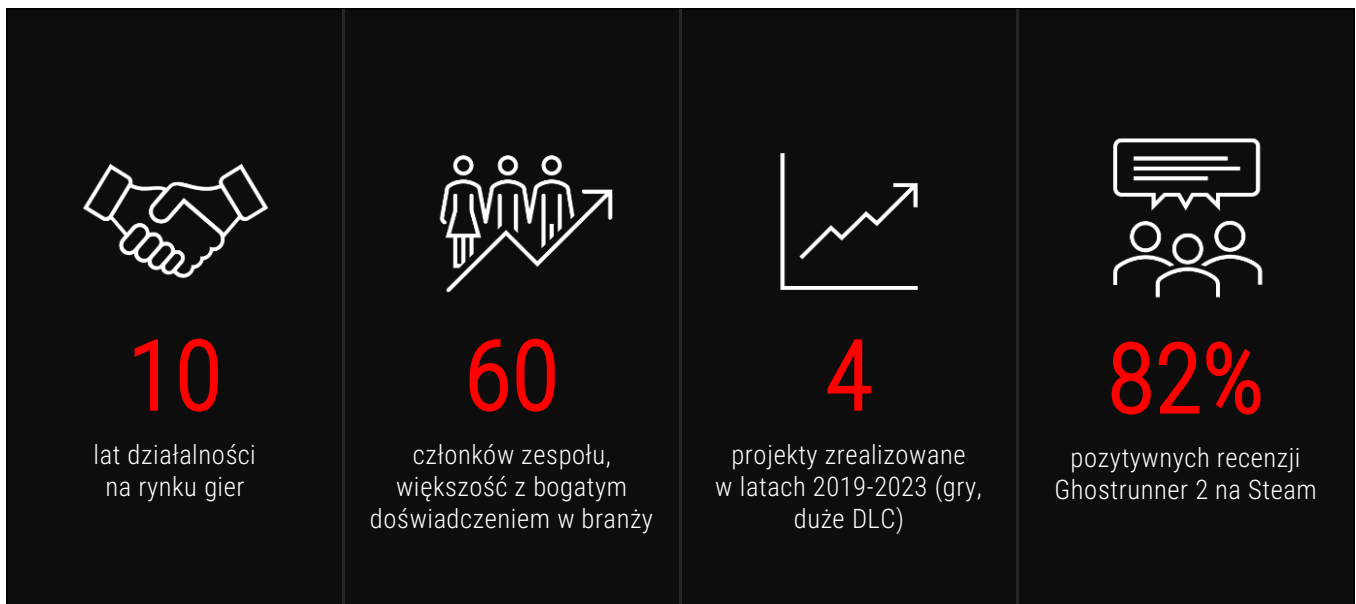 10
lat działalności
na rynku gier
60
członków zespołu,
większość z bogatym
doświadczeniem w branży
4
projekty zrealizowane
w latach 2019-2023 (gry,
duże DLC)
82%
pozytywnych recenzji
Ghostrunner 2 na Steam